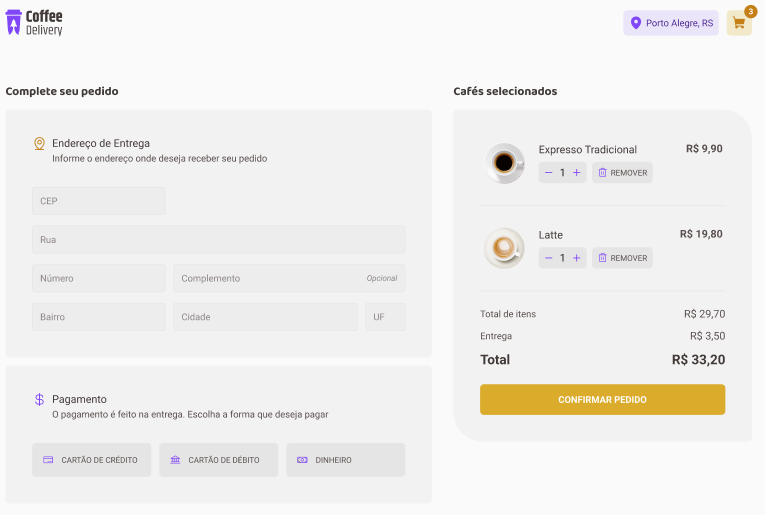 Coffee
Delivery
Porto Alegre, RS
3
Complete seu pedido
Endereço de Entrega
Informe o endereço onde deseja receber seu pedido
CEP
Rua
Número
Complemento
Opcional
Bairro
Cidade
UF
Pagamento
O pagamento é feito na entrega. Escolha a forma que deseja pagar
CARTÃO DE CRÉDITO
CARTÃO DE DÉBITO
DINHEIRO
Cafés selecionados
Expresso Tradicional
R$ 9,90
1
REMOVER
Latte
R$ 19,80
1
REMOVER
Total de itens
R$ 29,70
Entrega
R$ 3,50
Total
R$ 33,20
CONFIRMAR PEDIDO